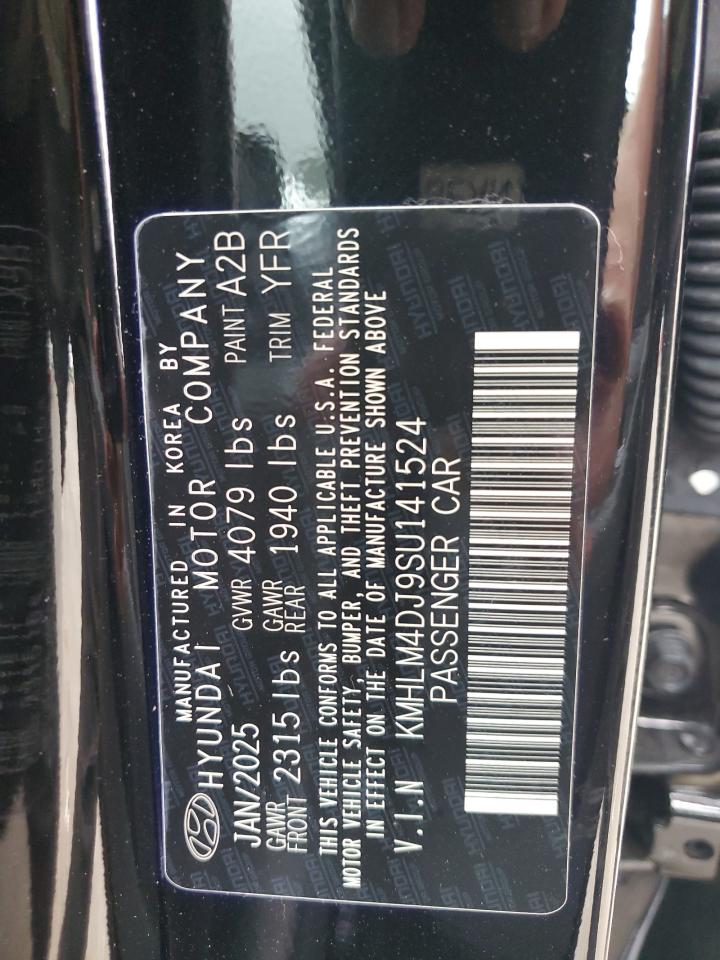 MANUFACTURED IN KOREA BY
HYUNDAI MOTOR COMPANY
JAN/2025 GVWR 4079 lbs PAINT A2B
GAWR FRONT 2315 lbs GAWR REAR 1940 lbs TRIM YFR
THIS VEHICLE CONFORMS TO ALL APPLICABLE U.S.A. FEDERAL
MOTOR VEHICLE SAFETY, BUMPER, AND THEFT PREVENTION STANDARDS
IN EFFECT ON THE DATE OF MANUFACTURE SHOWN ABOVE
V.I.N KMHLM4DJ9SU141524
PASSENGER CAR